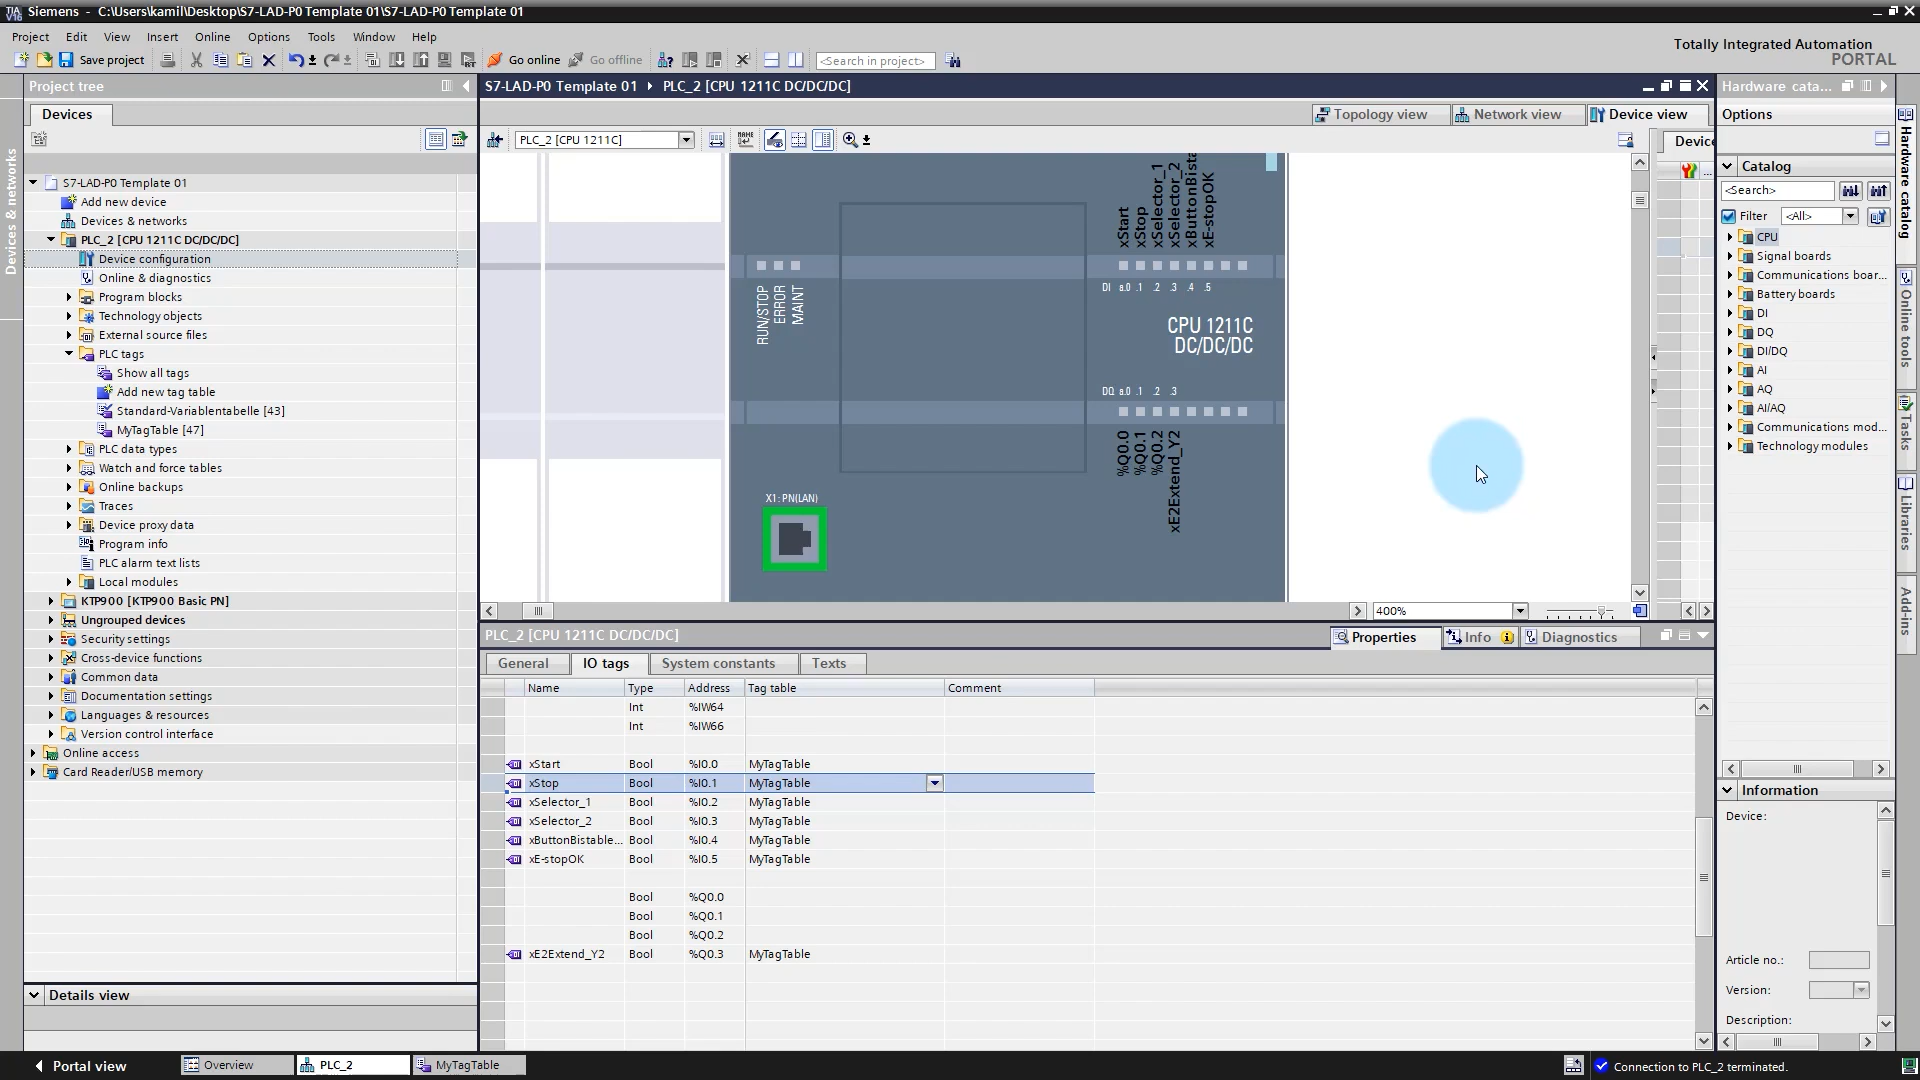 Siemens - C:\Users\kamil\Desktop\S7-LAD-P0 Template 01\S7-LAD-P0 Template 01
Project Edit View Insert Online Options Tools Window Help
Totally Integrated Automation
PORTAL
Save project
Go online
Go offline
<Search in project>
Project tree
S7-LAD-P0 Template 01 PLC_2 [CPU 1211C DC/DC/DC]
Hardware cata...
Devices
Topology view
Network view
Device view
Options
PLC_2 [CPU 1211C]
Devices & networks
S7-LAD-P0 Template 01
Add new device
Devices & networks
PLC_2 [CPU 1211C DC/DC/DC]
Device configuration
Online & diagnostics
Program blocks
Technology objects
External source files
PLC tags
Show all tags
Add new tag table
Standard-Variablentabelle [43]
MyTagTable [47]
PLC data types
Watch and force tables
Online backups
Traces
Device proxy data
Program info
PLC alarm text lists
Local modules
KTP900 [KTP900 Basic PN]
Ungrouped devices
Security settings
Cross-device functions
Common data
Documentation settings
Languages & resources
Version control interface
Online access
Card Reader/USB memory
Details view
xStart
xStop
xSelector_1
xSelector_2
xButtonBista
xE-stopOK
RUN/STOP
ERROR
MAINT
DI a.0 .1 .2 .3 .4 .5
CPU 1211C
DC/DC/DC
DQ a.0 .1 .2 .3
%Q0.0
%Q0.1
%Q0.2
xE2Extend_Y2
X1: PN(LAN)
400%
Device
...
Catalog
<Search>
Filter <All>
CPU
Signal boards
Communications boar...
Battery boards
DI
DQ
DI/DQ
AI
AQ
AI/AQ
Communications mod...
Technology modules
Information
Device:
Article no.:
Version:
Description:
Hardware catalog
Online tools
Tasks
Libraries
Add-ins
PLC_2 [CPU 1211C DC/DC/DC]
Properties
Info
Diagnostics
General IO tags System constants Texts
Name Type Address Tag table Comment
Int %IW64
Int %IW66
xStart Bool %I0.0 MyTagTable
xStop Bool %I0.1 MyTagTable
xSelector_1 Bool %I0.2 MyTagTable
xSelector_2 Bool %I0.3 MyTagTable
xButtonBistable... Bool %I0.4 MyTagTable
xE-stopOK Bool %I0.5 MyTagTable
Bool %Q0.0
Bool %Q0.1
Bool %Q0.2
xE2Extend_Y2 Bool %Q0.3 MyTagTable
Portal view
Overview
PLC_2
MyTagTable
Connection to PLC_2 terminated.